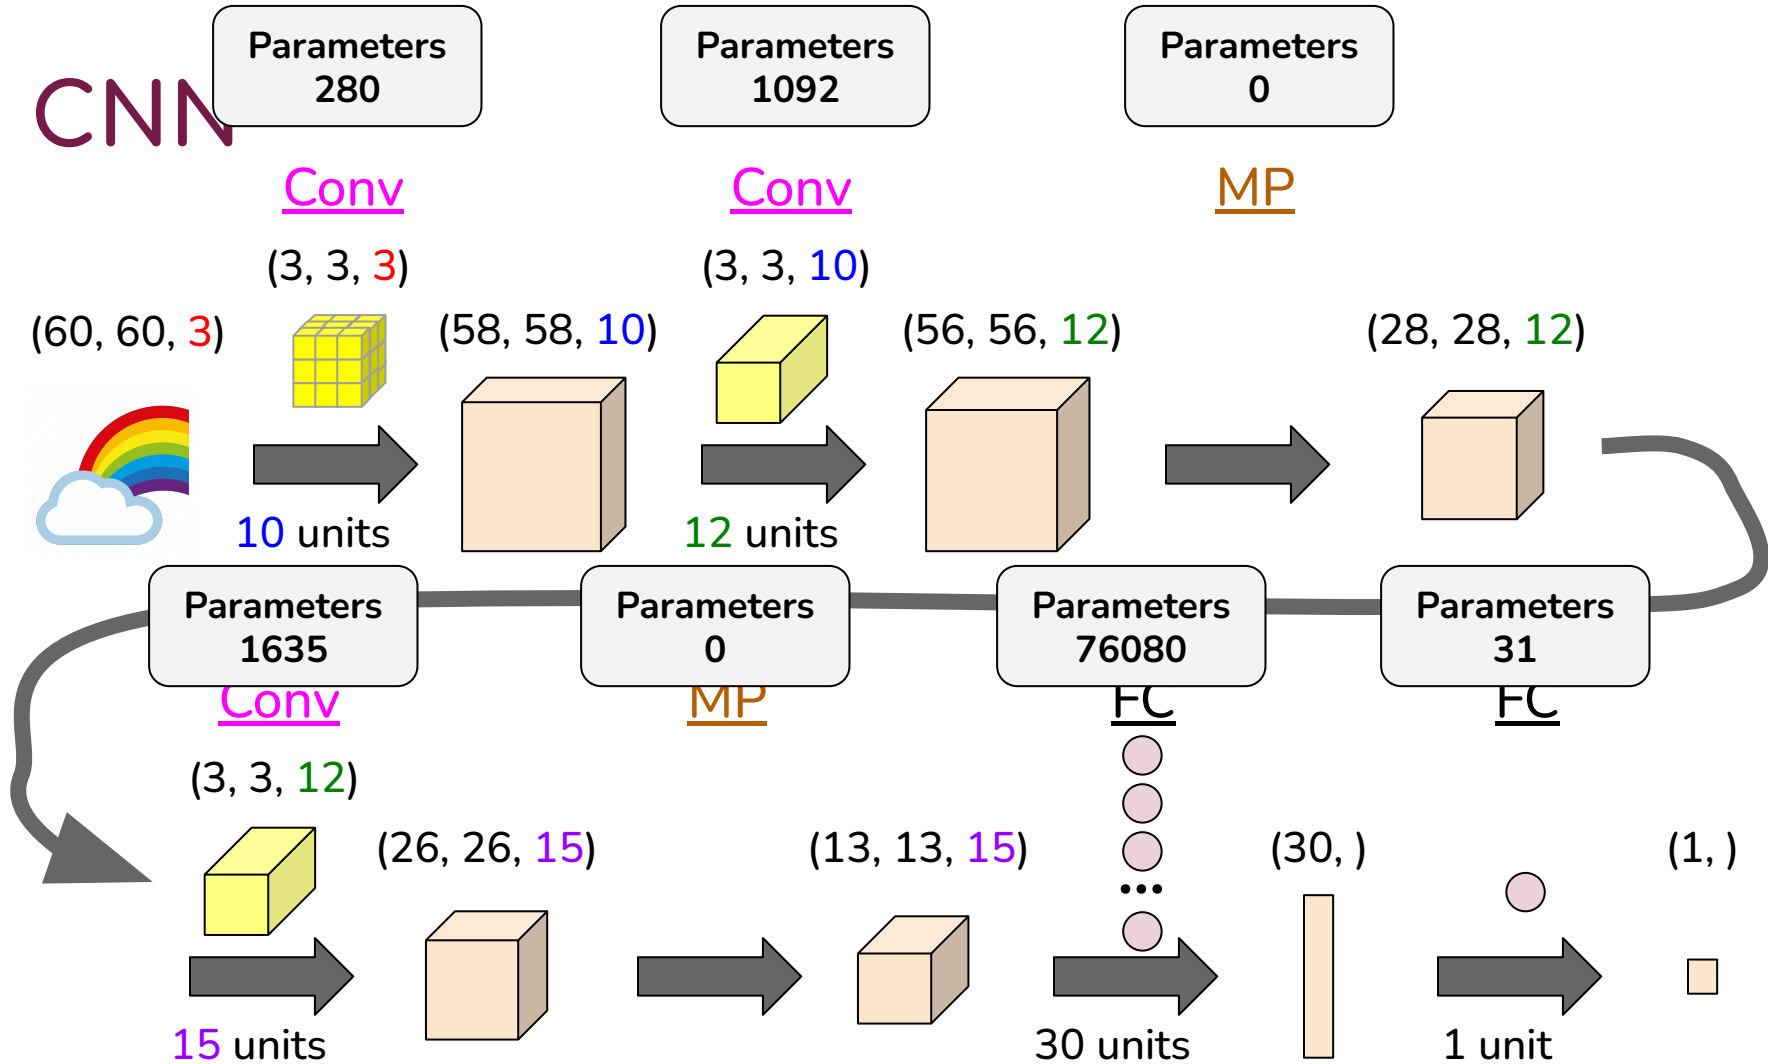 CNN
Parameters
280
Parameters
1092
Parameters
0
Conv
Conv
MP
(3, 3, 3)
(3, 3, 10)
(60, 60, 3)
(58, 58, 10)
(56, 56, 12)
(28, 28, 12)
10 units
12 units
Parameters
1635
Parameters
0
Parameters
76080
Parameters
31
Conv
MP
FC
FC
(3, 3, 12)
(26, 26, 15)
(13, 13, 15)
...
(30, )
(1, )
15 units
30 units
1 unit